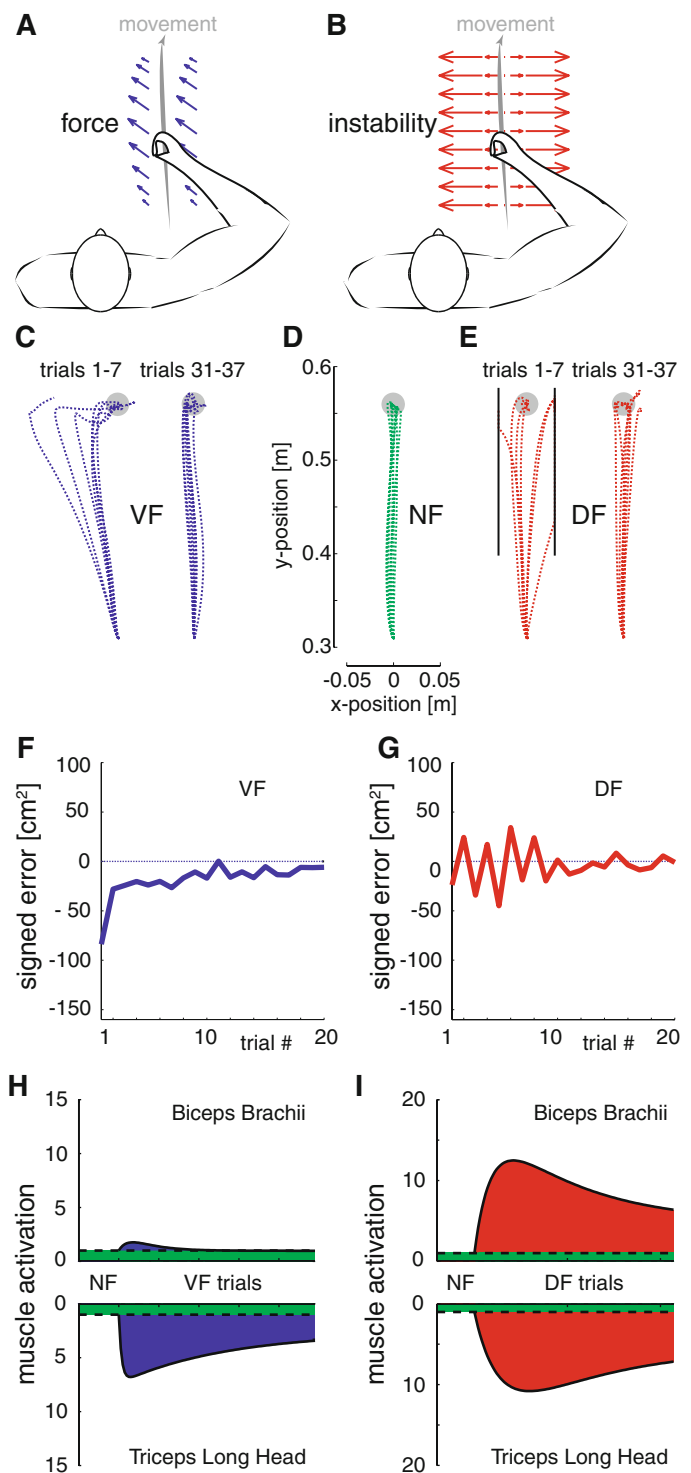 A
movement
force
B
movement
instability
C
trials 1-7
trials 31-37
VF
D
0.6
0.5
0.4
0.3
y-position [m]
NF
-0.05
0
0.05
x-position [m]
E
trials 1-7
trials 31-37
DF
F
100
50
0
-50
-100
-150
signed error [cm²]
VF
1
10
20
trial #
G
100
50
0
-50
-100
-150
signed error [cm²]
DF
1
10
20
trial #
H
15
10
5
0
Biceps Brachii
muscle activation
NF
VF trials
0
5
10
15
Triceps Long Head
I
20
10
0
Biceps Brachii
muscle activation
NF
DF trials
0
10
20
Triceps Long Head